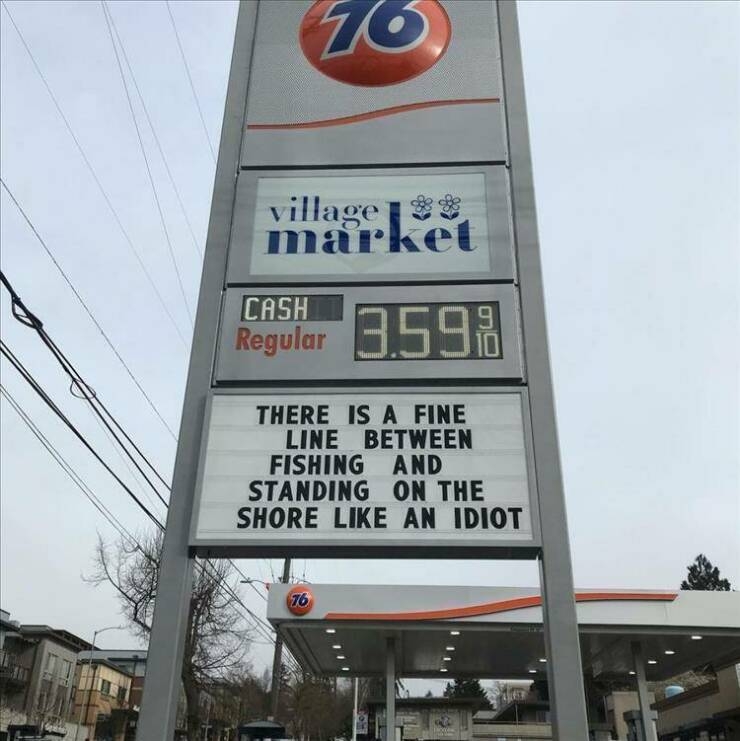 76
village
market
CASH
Regular 3.59 9/10
THERE IS A FINE
LINE BETWEEN
FISHING AND
STANDING ON THE
SHORE LIKE AN IDIOT
76